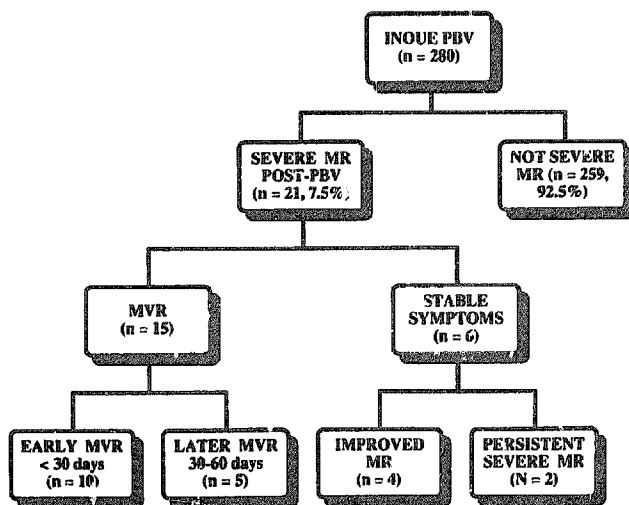 INOUE PBV
(n = 280)
SEVERE MR
POST-PBV
(n = 21, 7.5%)
NOT SEVERE
MR (n = 259,
92.5%)
MVR
(n = 15)
STABLE
SYMPTOMS
(n = 6)
EARLY MVR
< 30 days
(n = 10)
LATER MVR
30-60 days
(n = 5)
IMPROVED
MR
(n = 4)
PERSISTENT
SEVERE MR
(N = 2)